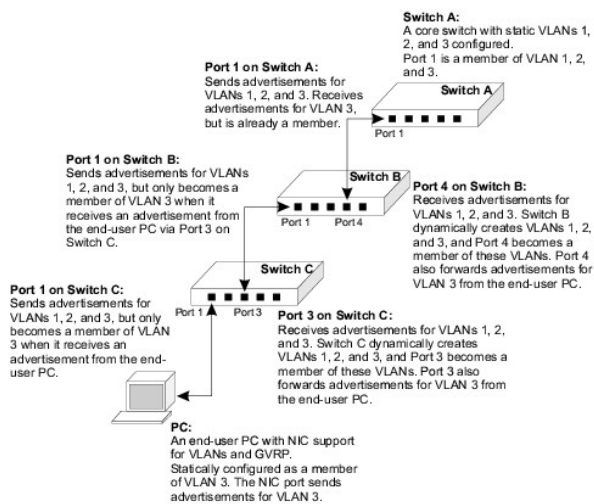 Switch A:
A core switch with static VLANs 1,
2, and 3 configured.
Port 1 is a member of VLAN 1, 2,
and 3.
Port 1 on Switch A:
Sends advertisements for
VLANs 1, 2, and 3. Receives
advertisements for VLAN 3,
but is already a member.
Switch A
Port 1
Port 1 on Switch B:
Sends advertisements for VLANs
1, 2, and 3, but only becomes a
member of VLAN 3 when it
receives an advertisement from
the end-user PC via Port 3 on
Switch C.
Switch B
Port 1
Port 4
Port 4 on Switch B:
Receives advertisements for
VLANs 1, 2, and 3. Switch B
dynamically creates VLANs 1, 2,
and 3, and Port 4 becomes a
member of these VLANs. Port 4
also forwards advertisements for
VLAN 3 from the end-user PC.
Port 1 on Switch C:
Sends advertisements for
VLANs 1, 2, and 3, but only
becomes a member of VLAN
3 when it receives an
advertisement from the end-
user PC.
Switch C
Port 1
Port 3
Port 3 on Switch C:
Receives advertisements for VLANs 1, 2,
and 3. Switch C dynamically creates
VLANs 1, 2, and 3, and Port 3 becomes a
member of these VLANs. Port 3 also
forwards advertisements for VLAN 3 from
the end-user PC.
PC:
An end-user PC with NIC support
for VLANs and GVRP.
Statically configured as a member
of VLAN 3. The NIC port sends
advertisements for VLAN 3.